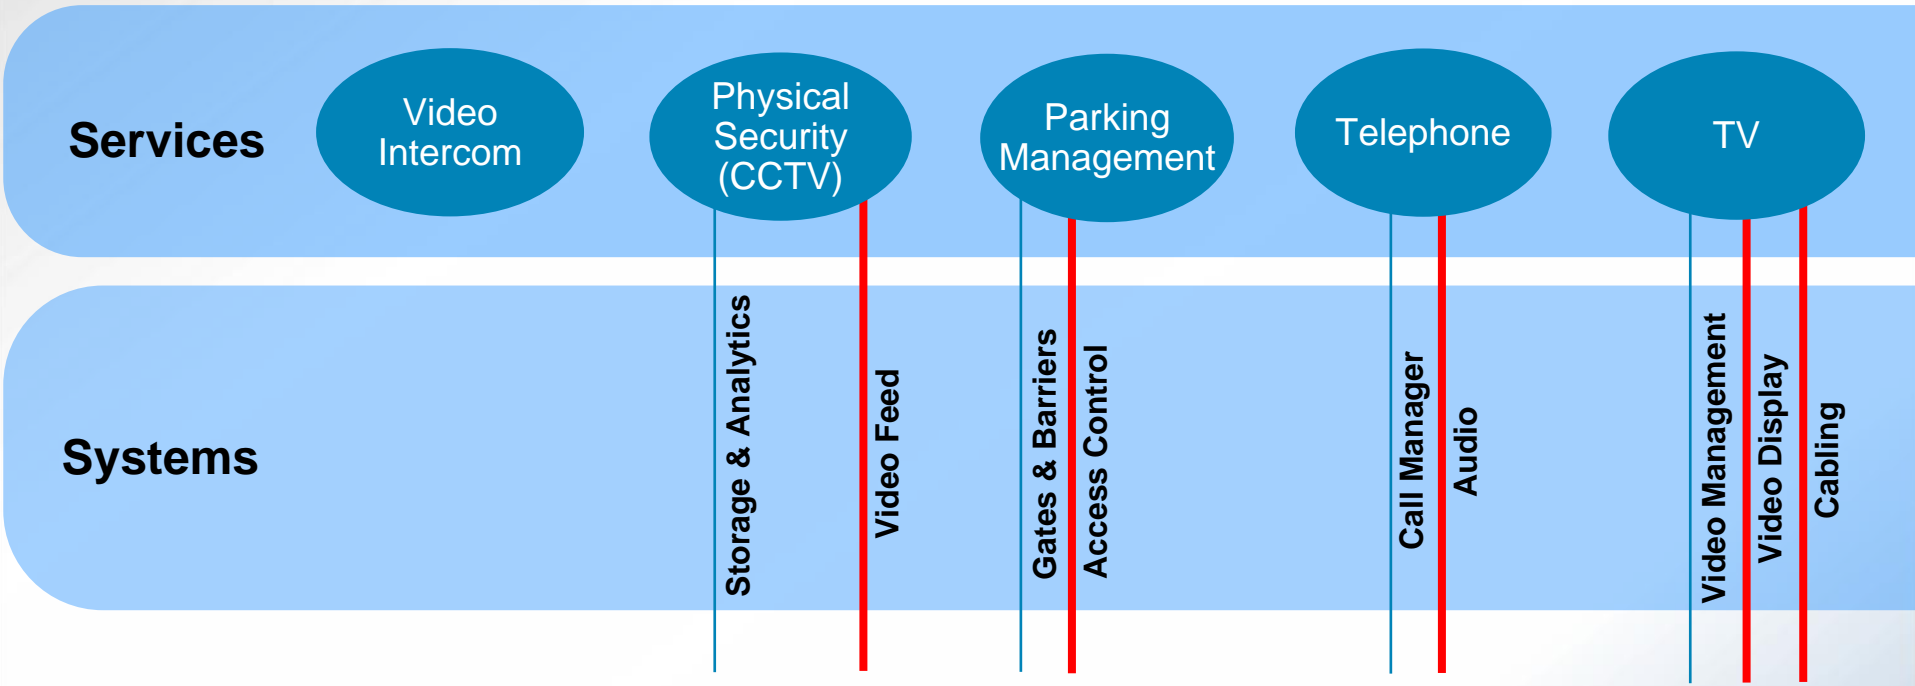 Services
Video
Intercom
Physical
Security
(CCTV)
Parking
Management
Telephone
TV
Systems
Storage & Analytics
Video Feed
Gates & Barriers
Access Control
Call Manager
Audio
Video Management
Video Display
Cabling